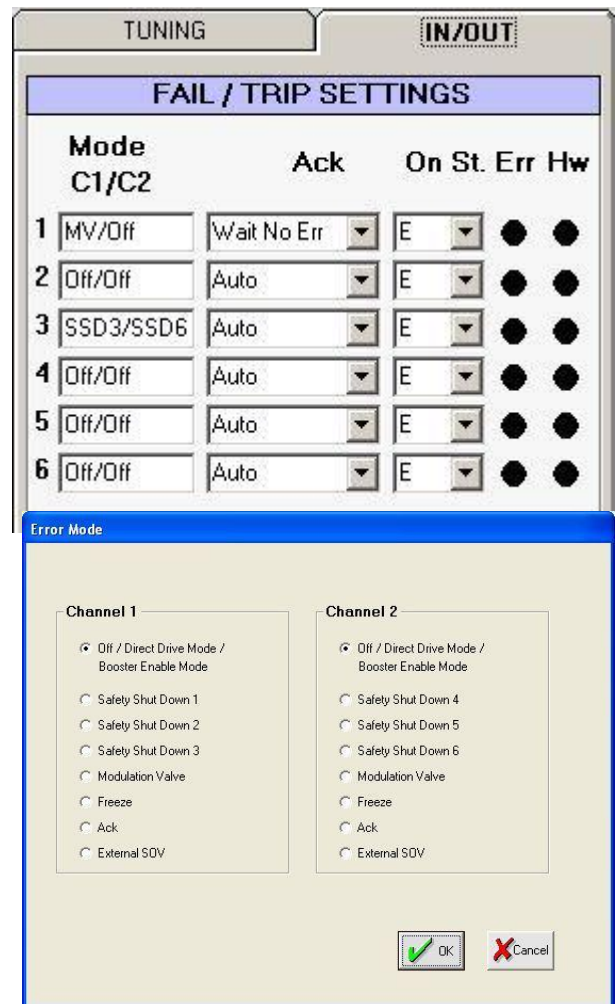 TUNING IN/OUT
FAIL / TRIP SETTINGS
Mode
C1/C2 Ack On St. Err Hw
1 MV/Off Wait No Err E
2 Off/Off Auto E
3 SSD3/SSD6 Auto E
4 Off/Off Auto E
5 Off/Off Auto E
6 Off/Off Auto E
Error Mode
Channel 1
Off / Direct Drive Mode /
Booster Enable Mode
Safety Shut Down 1
Safety Shut Down 2
Safety Shut Down 3
Modulation Valve
Freeze
Ack
External SOV
Channel 2
Off / Direct Drive Mode /
Booster Enable Mode
Safety Shut Down 4
Safety Shut Down 5
Safety Shut Down 6
Modulation Valve
Freeze
Ack
External SOV
OK Cancel